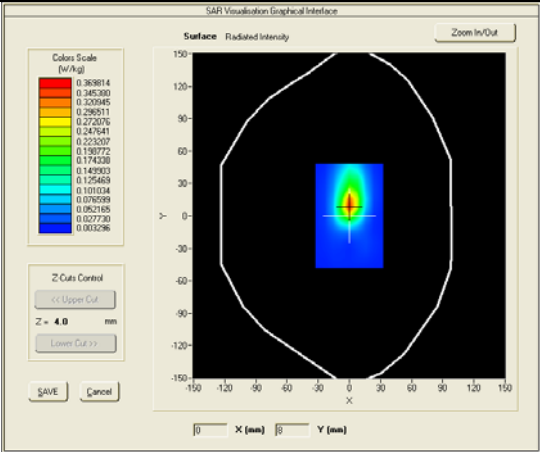 SAR Visualisation Graphical Interface
Surface Radiated Intensity
Zoom In/Out
Colors Scale
(W/kg)
0.369814
0.345380
0.320945
0.296511
0.272076
0.247641
0.223207
0.198772
0.174338
0.149903
0.125469
0.101034
0.076599
0.052165
0.027730
0.003296
Z-Cuts Control
<< Upper Cut
Z = 4.0 mm
Lower Cut >>
SAVE Cancel
150-
120-
90-
60-
30-
0-
-30-
-60-
-90-
-120-
-150-
Y
-150 -120 -90 -60 -30 0 30 60 90 120 150
X
0 X (mm) 8 Y (mm)